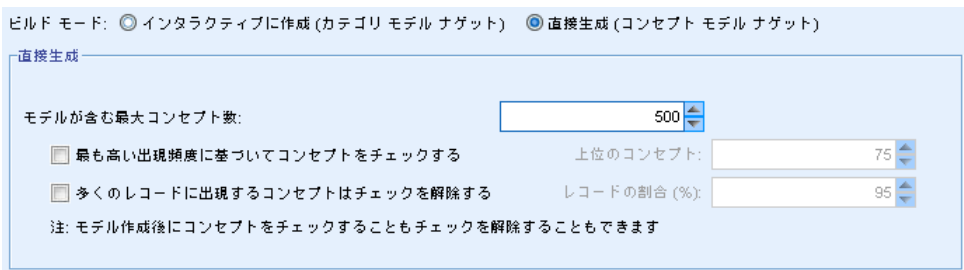 ビルド モード: インタラクティブに作成 (カテゴリ モデル ナゲット) 直接生成 (コンセプト モデル ナゲット)
直接生成
モデルが含む最大コンセプト数: 500
最も高い出現頻度に基づいてコンセプトをチェックする 上位のコンセプト: 75
多くのレコードに出現するコンセプトはチェックを解除する レコードの割合 (%): 95
注: モデル作成後にコンセプトをチェックすることもチェックを解除することもできます